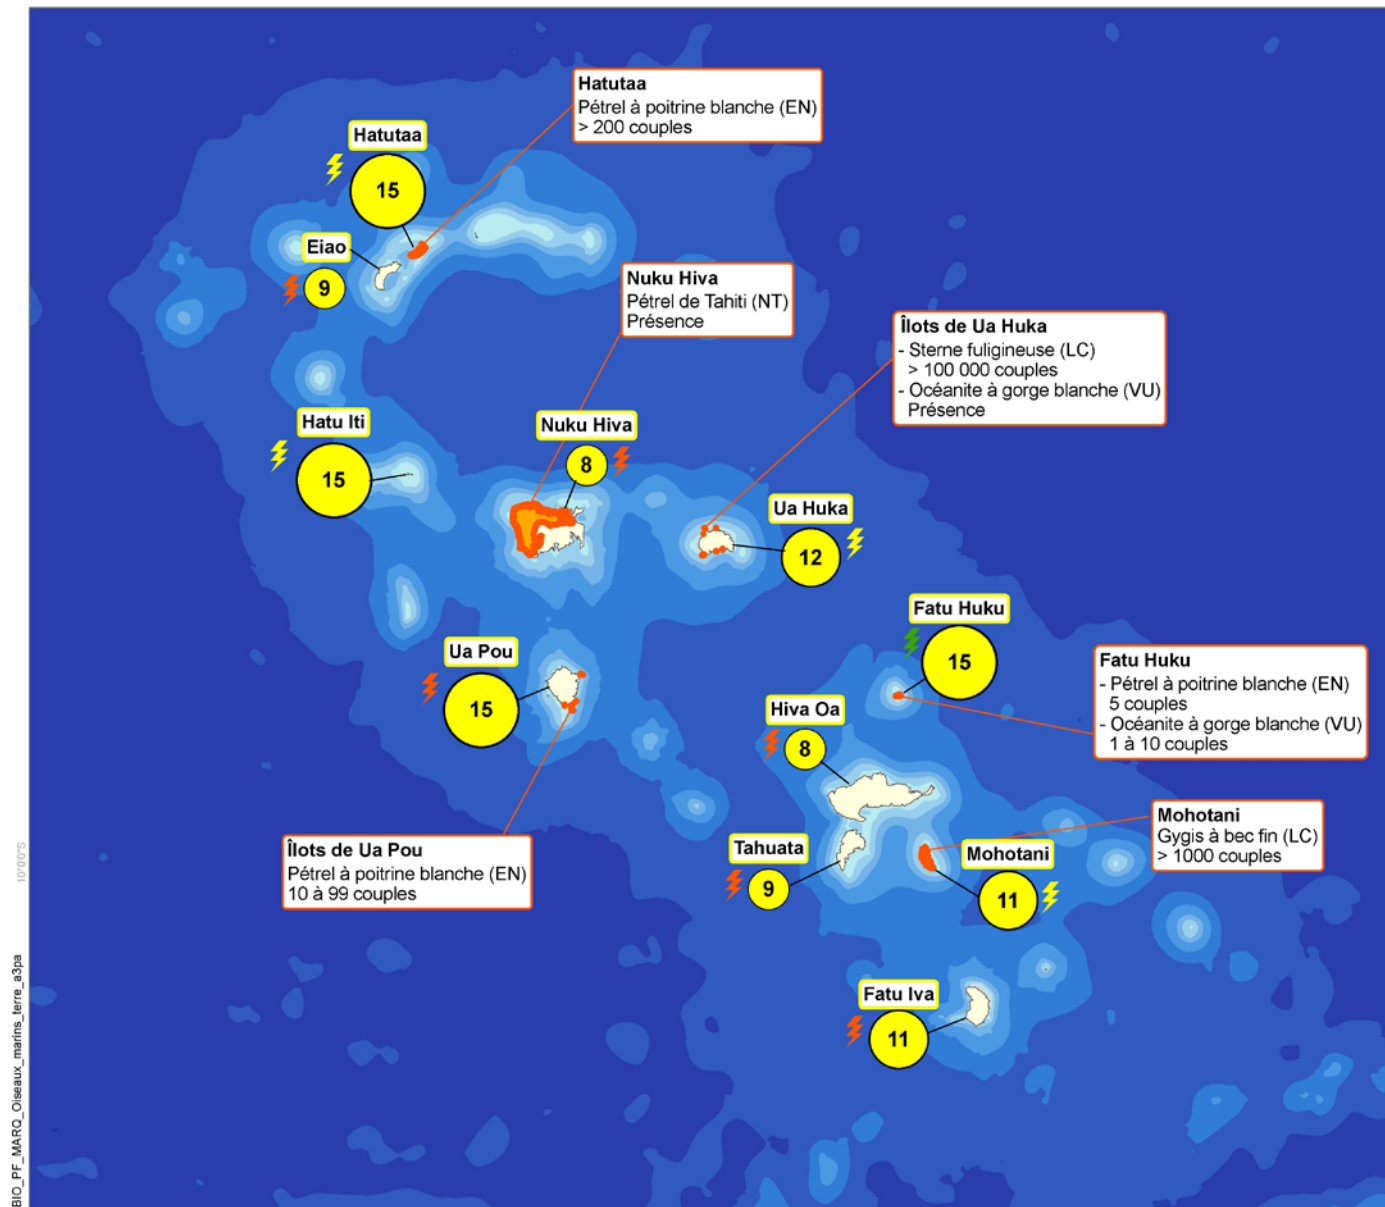 Hatutaa
Pétrel à poitrine blanche (EN)
> 200 couples
Hatutaa
15
Eiao
9
Nuku Hiva
Pétrel de Tahiti (NT)
Présence
Îlots de Ua Huka
- Sterne fuligineuse (LC)
> 100 000 couples
- Océanite à gorge blanche (VU)
Présence
Hatu Iti
15
Nuku Hiva
8
Ua Huka
12
Fatu Huku
15
Ua Pou
15
Fatu Huku
- Pétrel à poitrine blanche (EN)
5 couples
- Océanite à gorge blanche (VU)
1 à 10 couples
Hiva Oa
8
Îlots de Ua Pou
Pétrel à poitrine blanche (EN)
10 à 99 couples
Tahuata
9
Mohotani
Gygis à bec fin (LC)
> 1000 couples
Mohotani
11
Fatu Iva
11
10°0'0"S
BIO_PF_MARQ_Oiseaux_marins_terre_a3pa